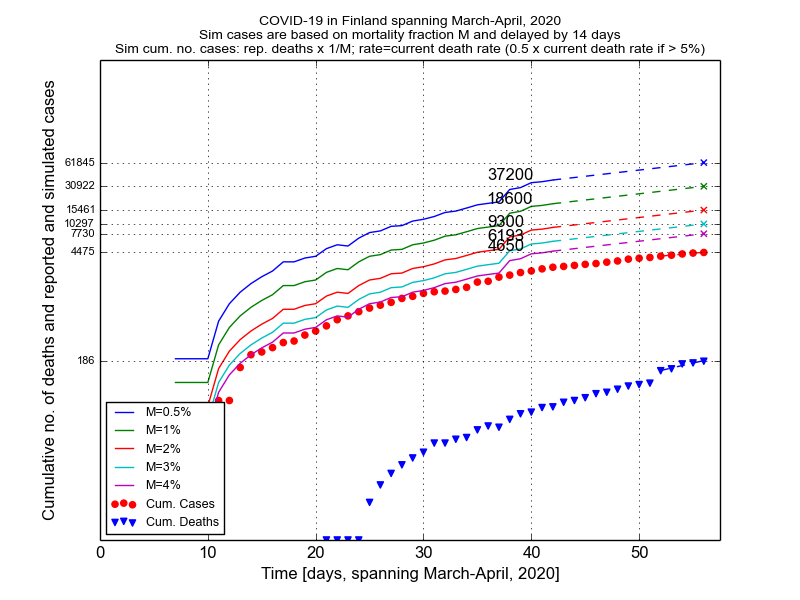 COVID-19 in Finland spanning March-April, 2020
Sim cases are based on mortality fraction M and delayed by 14 days
Sim cum. no. cases: rep. deaths x 1/M; rate=current death rate (0.5 x current death rate if > 5%)
Cumulative no. of deaths and reported and simulated cases
61845
30922
15461
10297
7730
4475
186
37200
18600
9300
6193
4650
M=0.5%
M=1%
M=2%
M=3%
M=4%
Cum. Cases
Cum. Deaths
0 10 20 30 40 50
Time [days, spanning March-April, 2020]